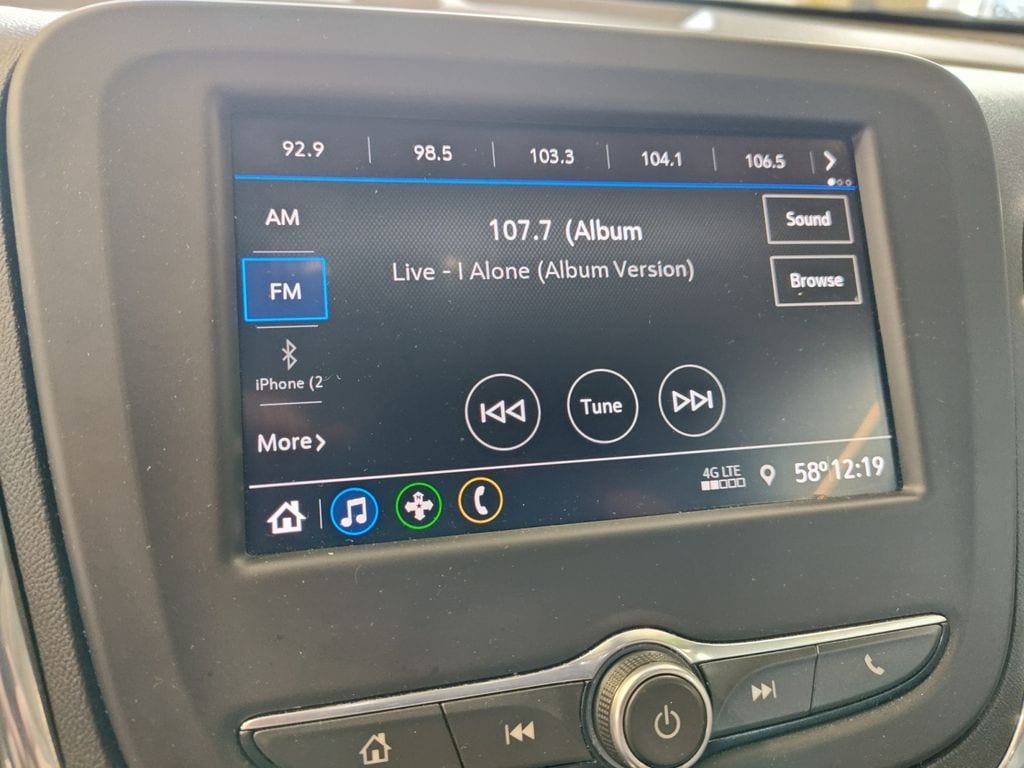 92.9 98.5 103.3 104.1 106.5
AM
107.7 (Album
Sound
Live - I Alone (Album Version)
FM
Browse
iPhone (2
Tune
More
4G LTE
58° 12:19
N